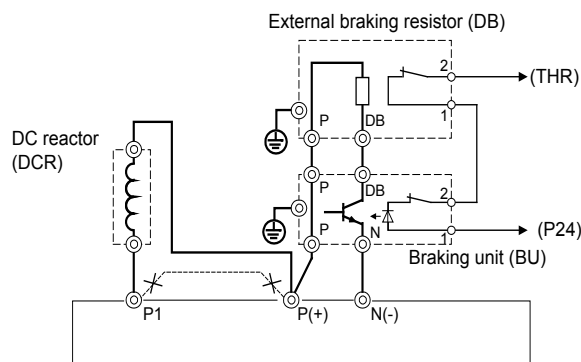 External braking resistor (DB)
2
(THR)
P
DB
1
DC reactor
(DCR)
P
DB
2
P
N
1
(P24)
Braking unit (BU)
P1
P(+)
N(-)